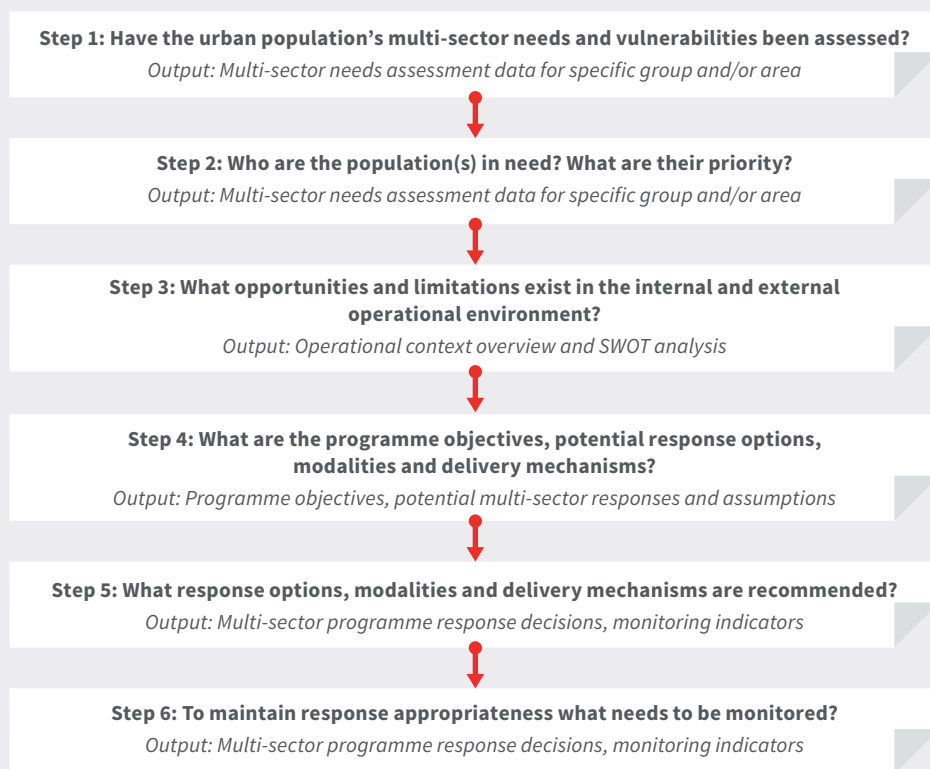 Step 1: Have the urban population’s multi-sector needs and vulnerabilities been assessed?
Output: Multi-sector needs assessment data for specific group and/or area
Step 2: Who are the population(s) in need? What are their priority?
Output: Multi-sector needs assessment data for specific group and/or area
Step 3: What opportunities and limitations exist in the internal and external
operational environment?
Output: Operational context overview and SWOT analysis
Step 4: What are the programme objectives, potential response options,
modalities and delivery mechanisms?
Output: Programme objectives, potential multi-sector responses and assumptions
Step 5: What response options, modalities and delivery mechanisms are recommended?
Output: Multi-sector programme response decisions, monitoring indicators
Step 6: To maintain response appropriateness what needs to be monitored?
Output: Multi-sector programme response decisions, monitoring indicators